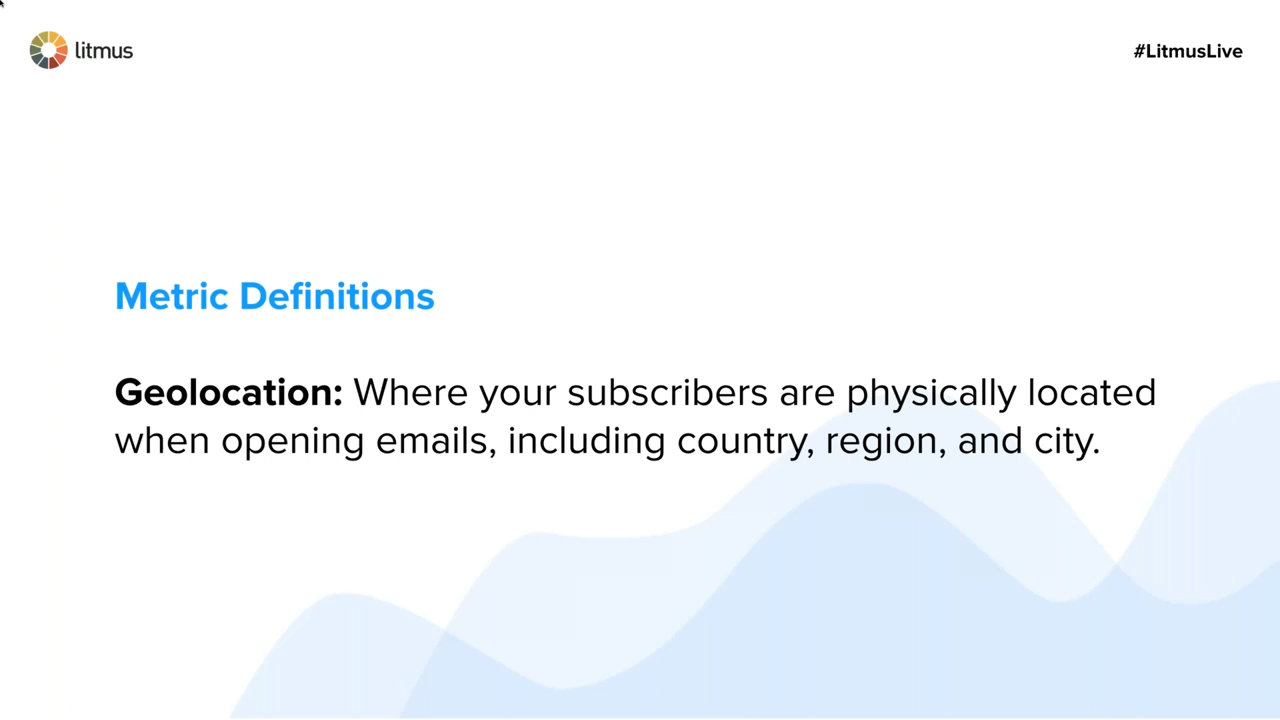 litmus
#LitmusLive
Metric Definitions
Geolocation: Where your subscribers are physically located
when opening emails, including country, region, and city.